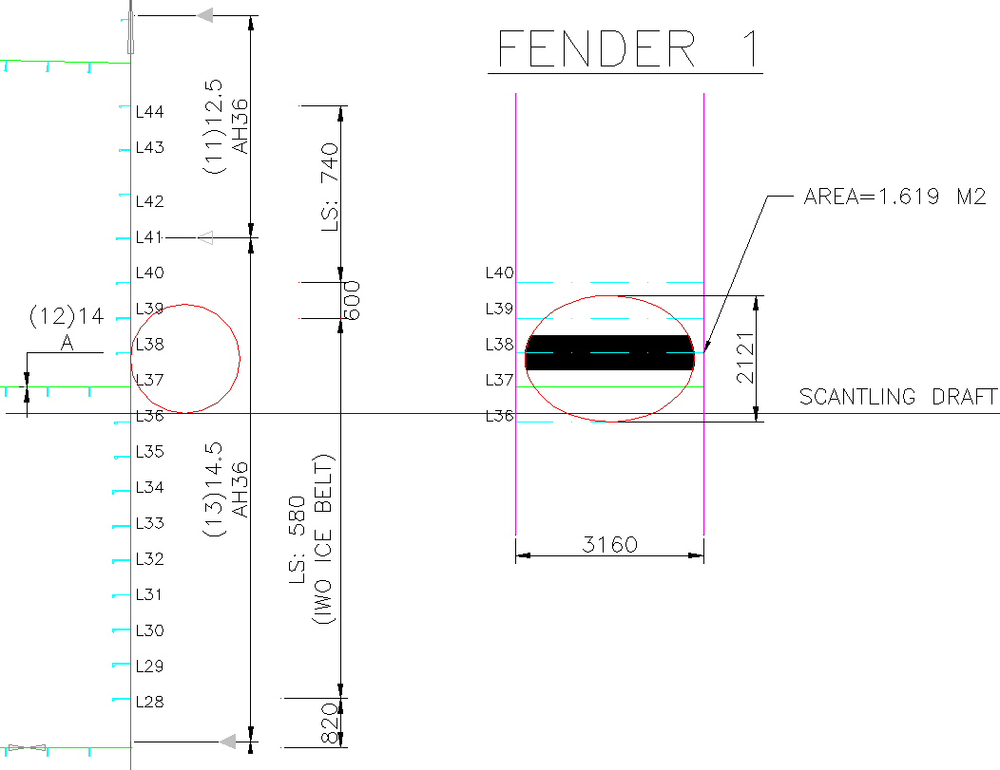 FENDER 1
L44
L43
L42
L41
L40
L39
L38
L37
L36
L35
L34
L33
L32
L31
L30
L29
L28
(12)14
A
(11)12.5
AH36
(13)14.5
AH36
LS: 740
600
LS: 580
(IWO ICE BELT)
820
AREA=1.619 M2
L40
L39
L38
L37
L36
2121
SCANTLING DRAFT
3160